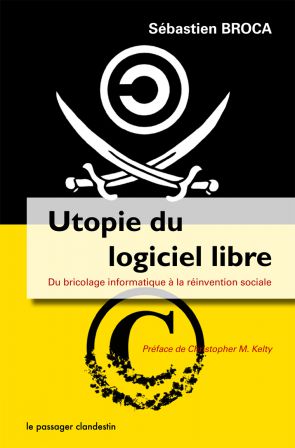 Sébastien BROCA
Utopie du
logiciel libre
Du bricolage informatique à la réinvention sociale
C
Préface de Christopher M. Kelty
le passager clandestin